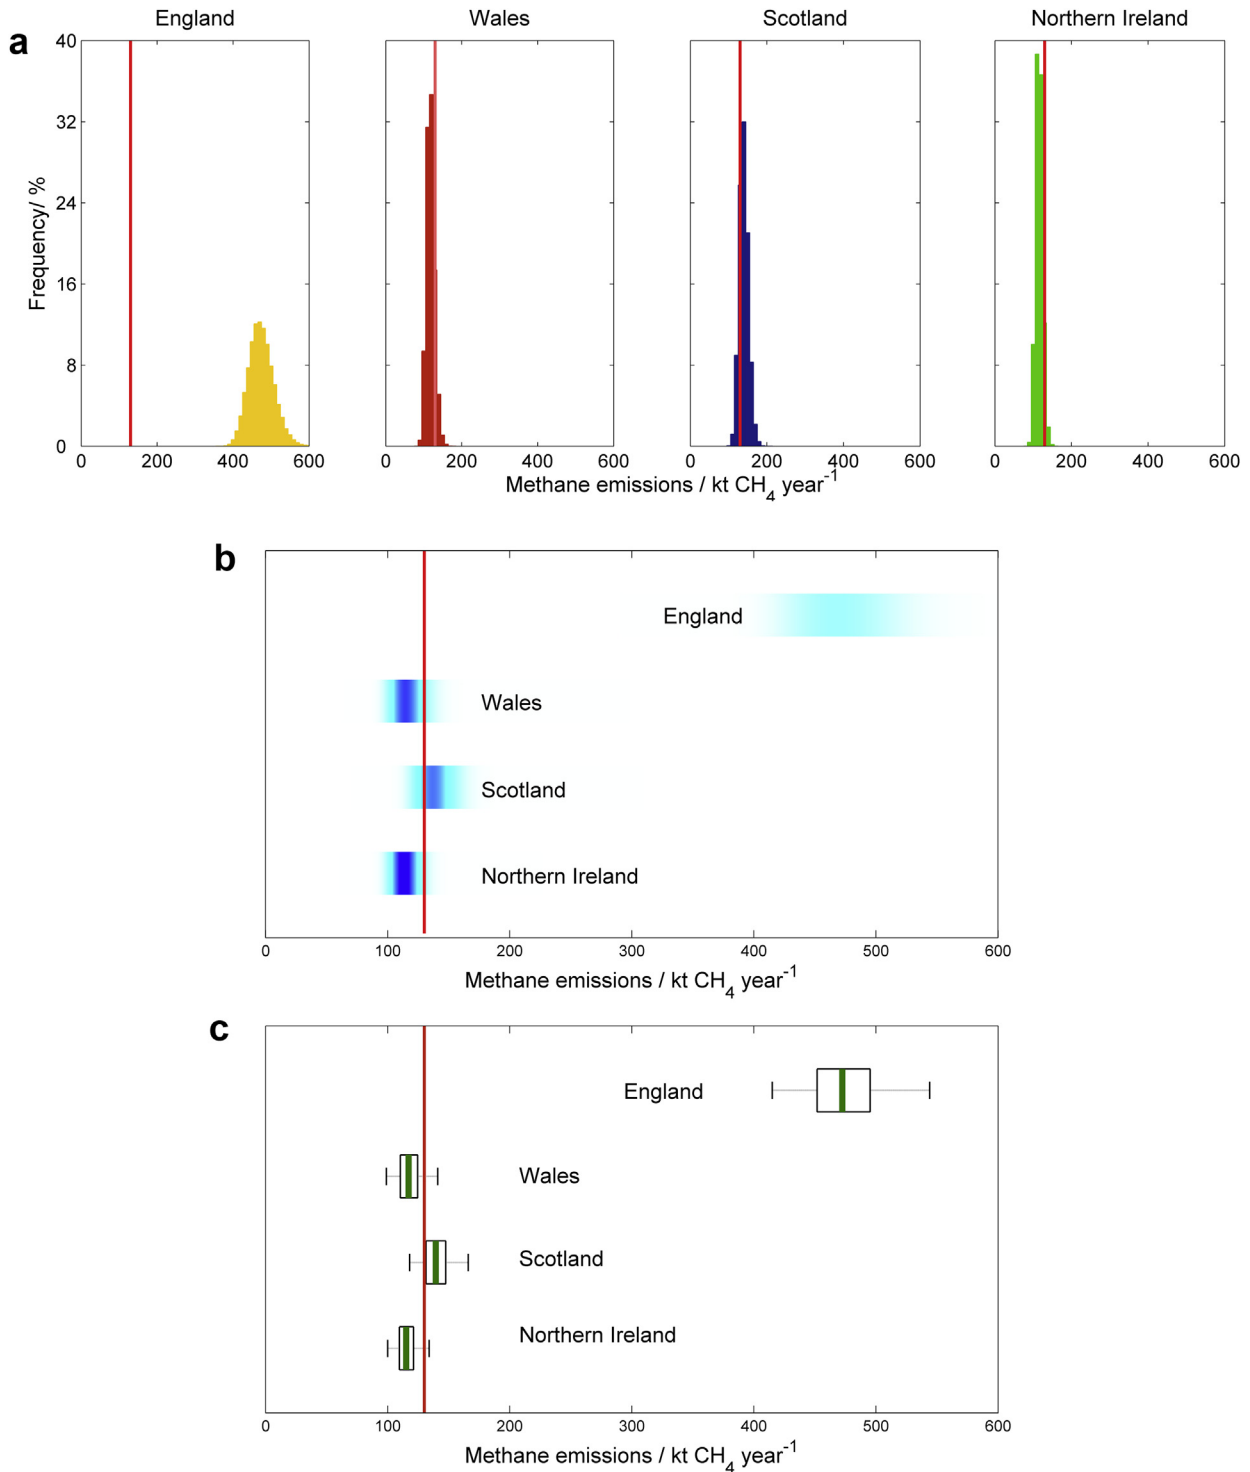 England Wales Scotland Northern Ireland
a
40
32
24
16
8
0
Frequency/ %
0 200 400 600 0 200 400 600 0 200 400 600 0 200 400 600
Methane emissions / kt CH4 year-1
b
England
Wales
Scotland
Northern Ireland
0 100 200 300 400 500 600
Methane emissions / kt CH4 year-1
c
England
Wales
Scotland
Northern Ireland
0 100 200 300 400 500 600
Methane emissions / kt CH4 year-1